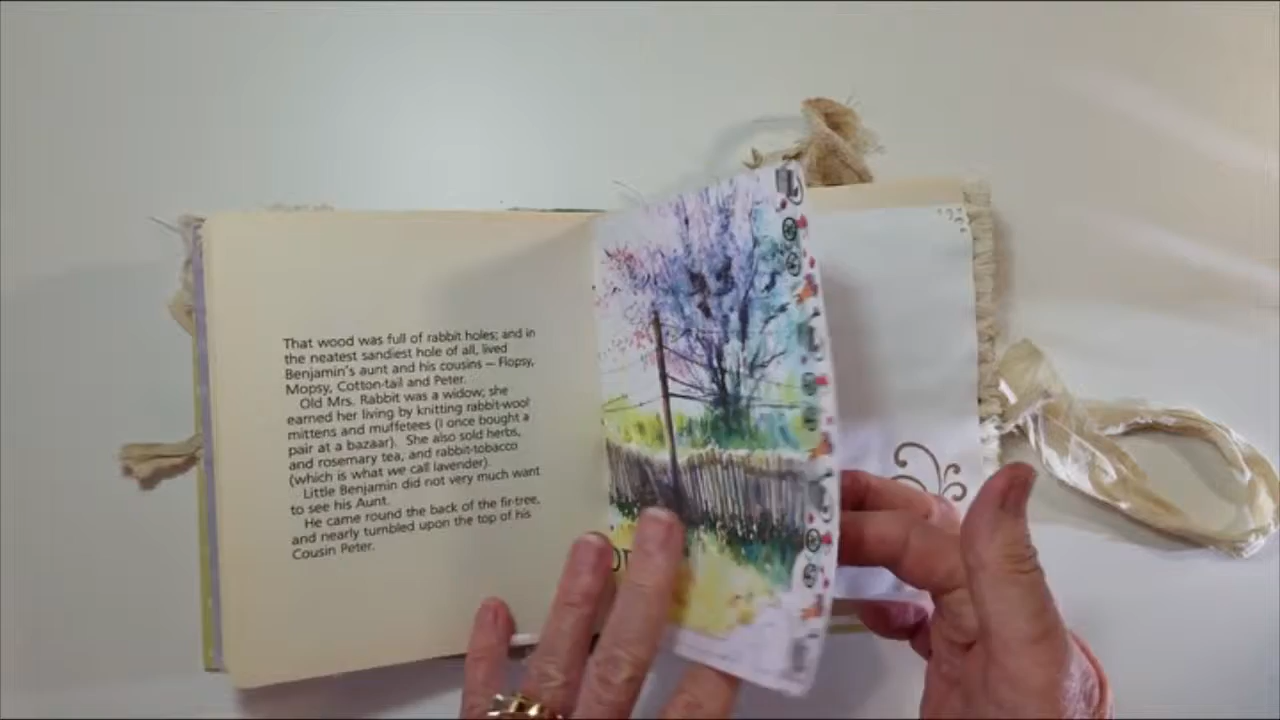 That wood was full of rabbit holes; and in
the neatest sandiest hole of all, lived
Benjamin's aunt and his cousins – Flopsy,
Mopsy, Cotton-tail and Peter.
Old Mrs. Rabbit was a widow; she
earned her living by knitting rabbit-wool
mittens and muffetees (I once bought a
pair at a bazaar). She also sold herbs,
and rosemary tea, and rabbit-tobacco
(which is what we call lavender).
Little Benjamin did not very much want
to see his Aunt.
He came round the back of the fir-tree,
and nearly tumbled upon the top of his
Cousin Peter.